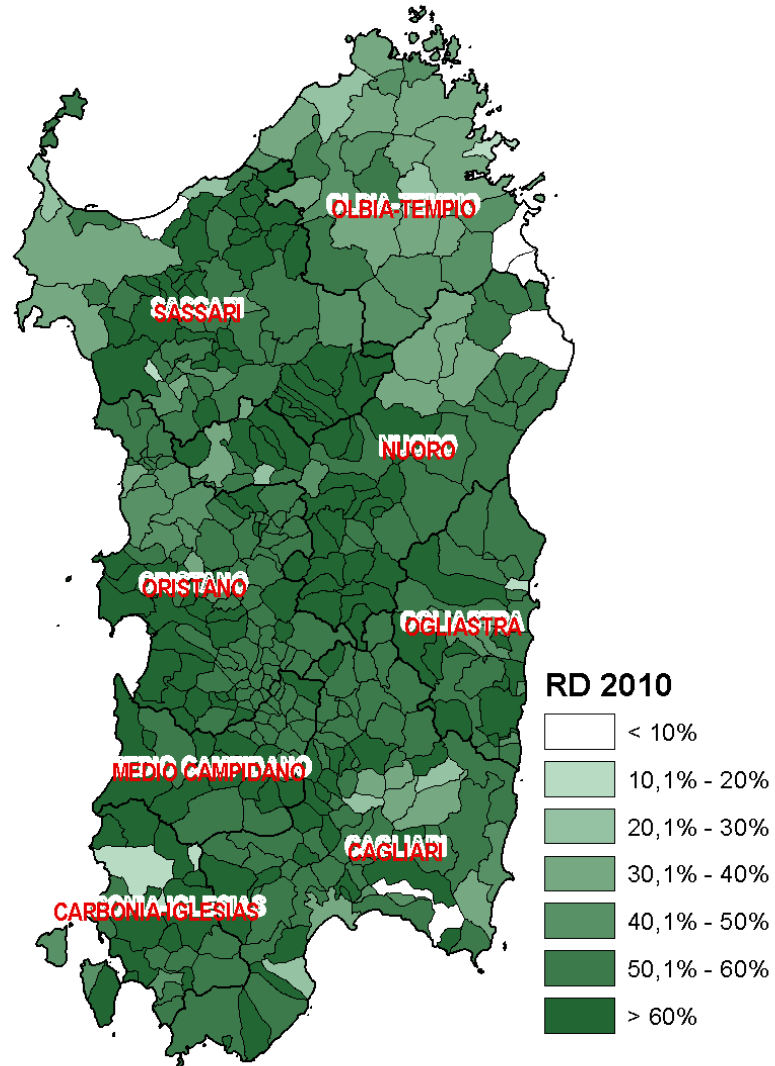 OLBIA-TEMPIO
SASSARI
NUORO
ORISTANO
OGLIASTRA
MEDIO CAMPIDANO
CAGLIARI
CARBONIA-IGLESIAS
RD 2010
< 10%
10,1% - 20%
20,1% - 30%
30,1% - 40%
40,1% - 50%
50,1% - 60%
> 60%